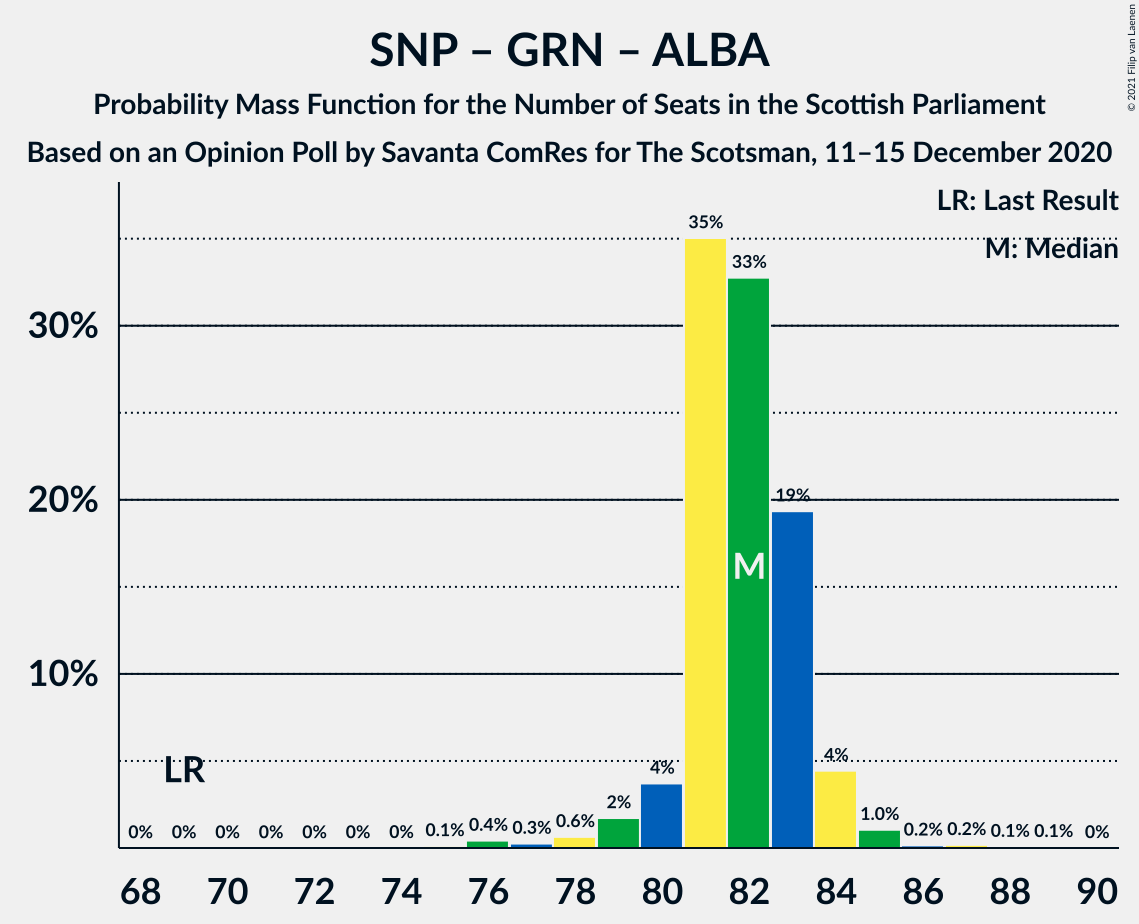 SNP – GRN – ALBA
Probability Mass Function for the Number of Seats in the Scottish Parliament
Based on an Opinion Poll by Savanta ComRes for The Scotsman, 11–15 December 2020
© 2021 Filip van Laenen
LR: Last Result
M: Median
35%
33%
30%
20%
19%
M
10%
LR
4%
4%
2%
1.0%
0% 0% 0% 0% 0% 0% 0% 0.1% 0.4% 0.3% 0.6% 0.2% 0.2% 0.1% 0.1% 0%
68 70 72 74 76 78 80 82 84 86 88 90